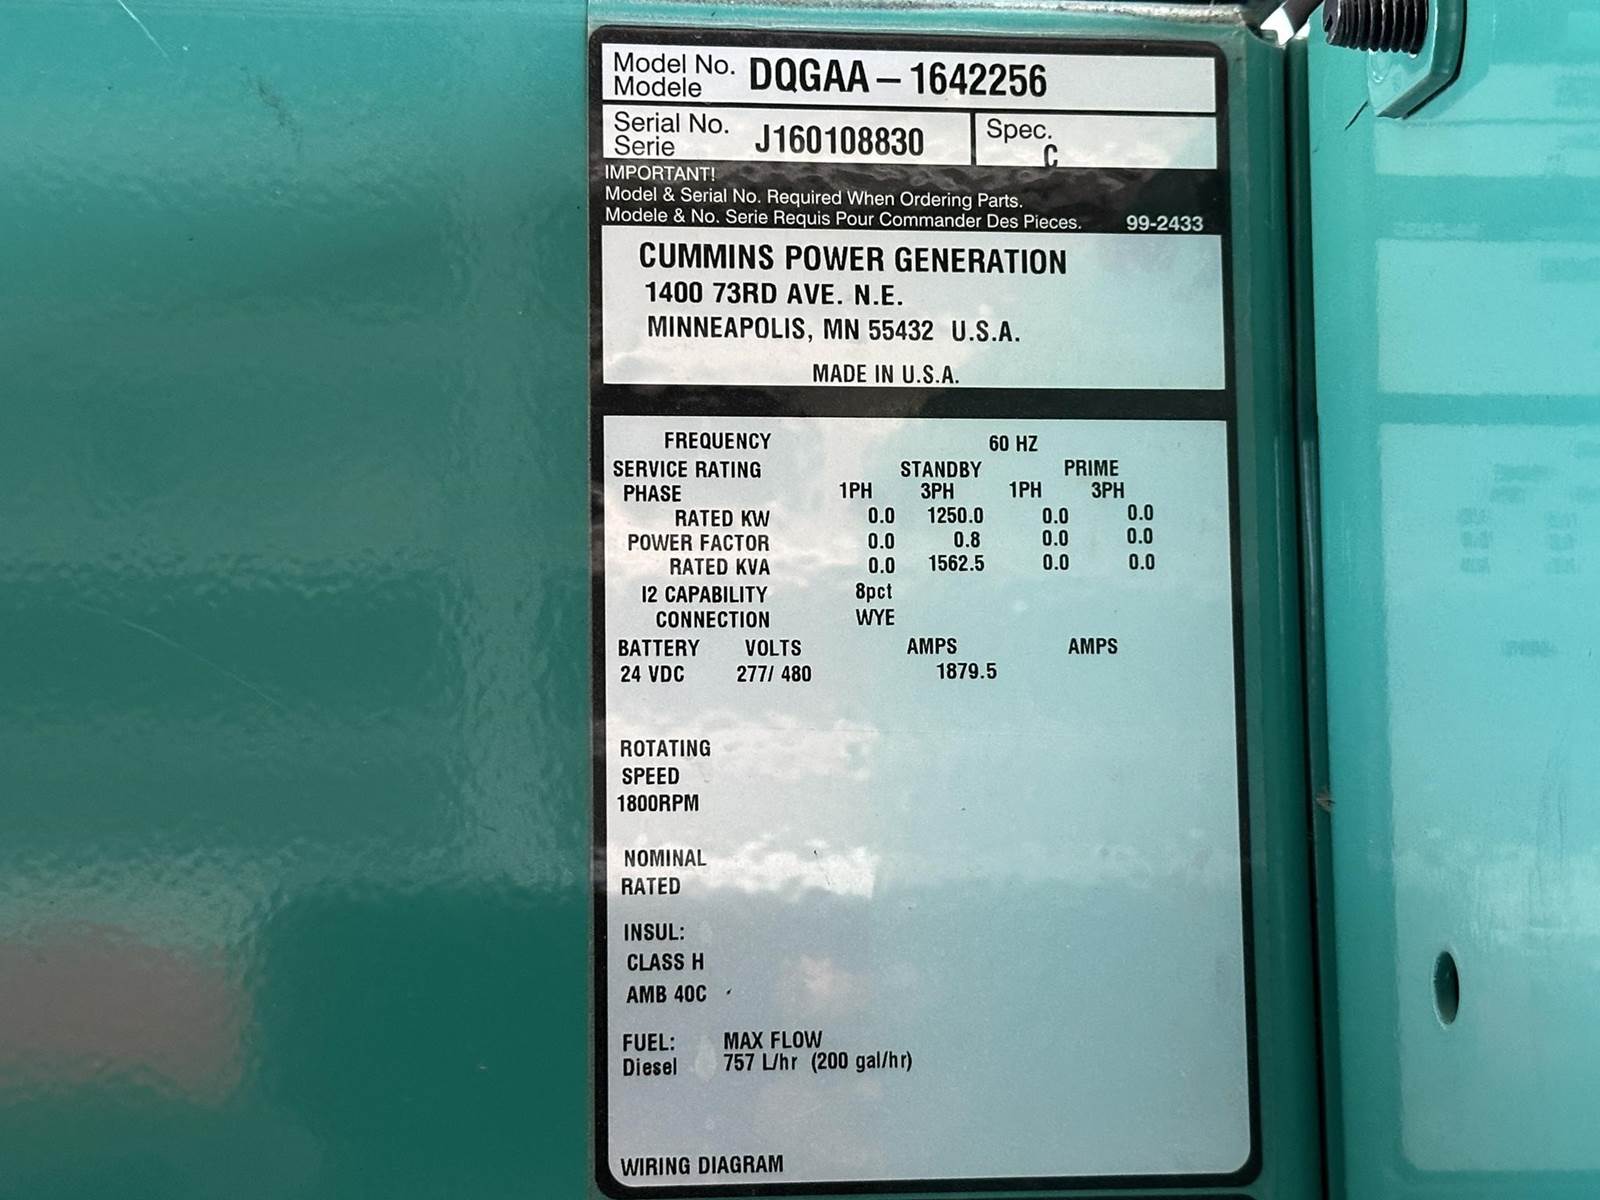 Model No. DQGAA – 1642256
Modele
Serial No. J160108830 Spec.
Serie C
IMPORTANT!
Model & Serial No. Required When Ordering Parts.
Modele & No. Serie Requis Pour Commander Des Pieces. 99-2433
CUMMINS POWER GENERATION
1400 73RD AVE. N.E.
MINNEAPOLIS, MN 55432 U.S.A.
MADE IN U.S.A.
FREQUENCY 60 HZ
SERVICE RATING STANDBY PRIME
PHASE 1PH 3PH 1PH 3PH
RATED KW 0.0 1250.0 0.0 0.0
POWER FACTOR 0.0 0.8 0.0 0.0
RATED KVA 0.0 1562.5 0.0 0.0
I2 CAPABILITY 8pct
CONNECTION WYE
BATTERY VOLTS AMPS AMPS
24 VDC 277/ 480 1879.5
ROTATING
SPEED
1800RPM
NOMINAL
RATED
INSUL:
CLASS H
AMB 40C
FUEL: MAX FLOW
Diesel 757 L/hr (200 gal/hr)
WIRING DIAGRAM